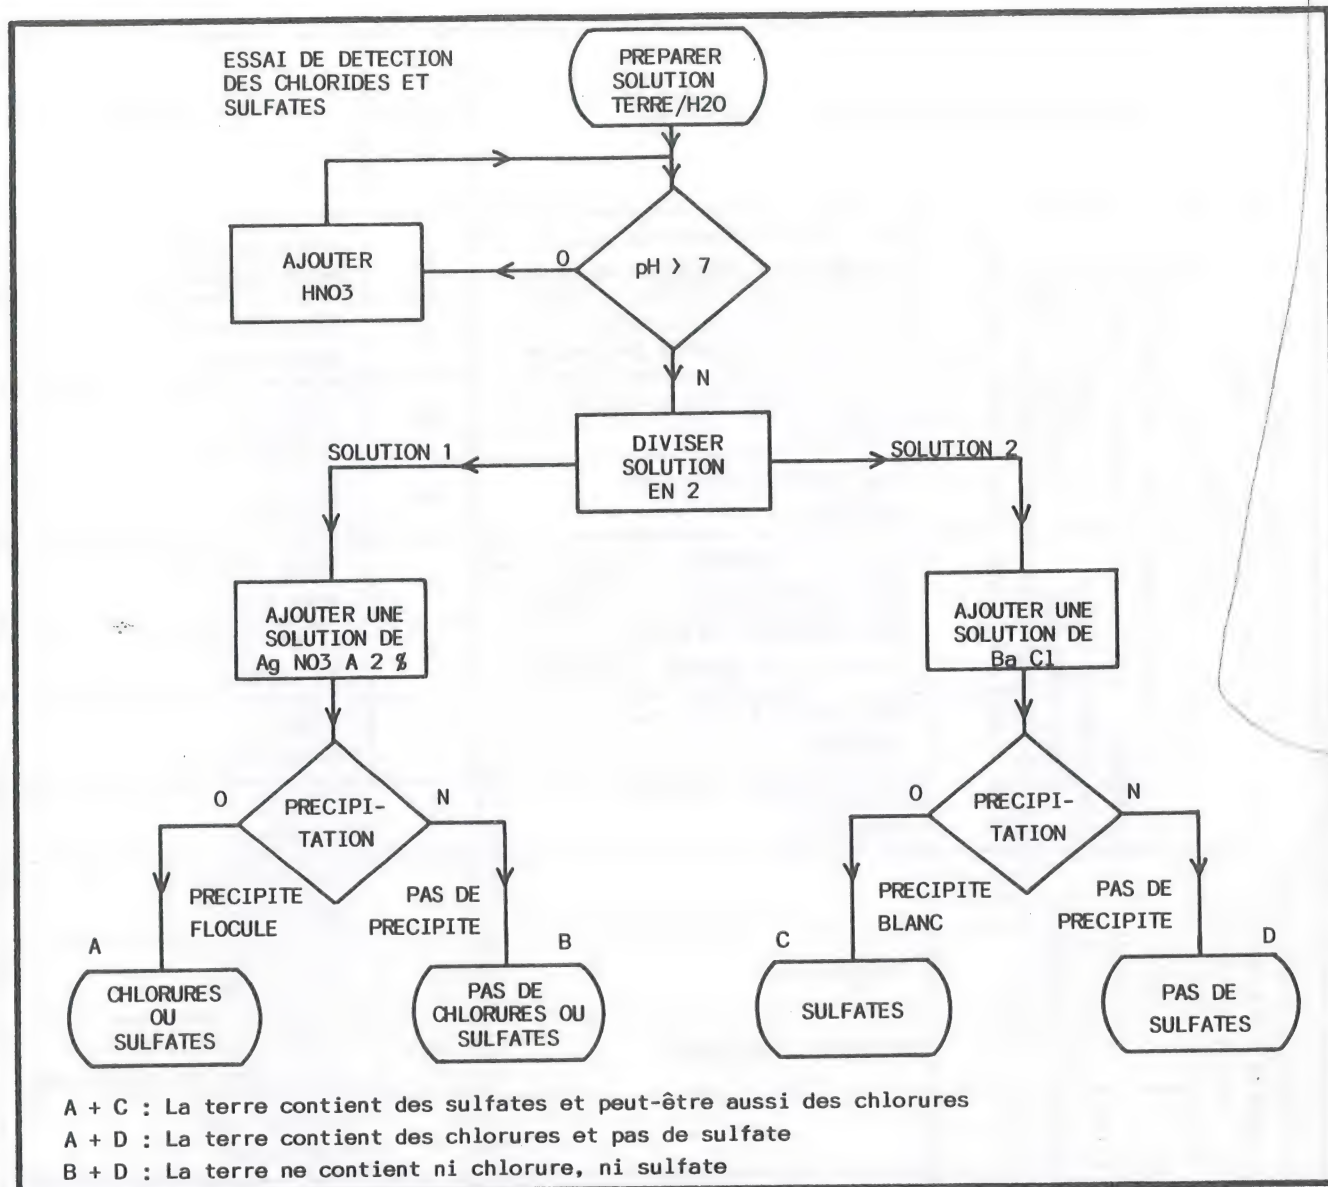 ESSAI DE DETECTION
DES CHLORIDES ET
SULFATES
PREPARER
SOLUTION
TERRE/H2O
AJOUTER
HNO3
O
pH > 7
N
DIVISER
SOLUTION
EN 2
SOLUTION 1
SOLUTION 2
AJOUTER UNE
SOLUTION DE
Ag NO3 A 2 %
AJOUTER UNE
SOLUTION DE
Ba Cl
O
PRECIPI-
TATION
N
O
PRECIPI-
TATION
N
PRECIPITE
FLOCULE
PAS DE
PRECIPITE
PRECIPITE
BLANC
PAS DE
PRECIPITE
A
CHLORURES
OU
SULFATES
B
PAS DE
CHLORURES OU
SULFATES
C
SULFATES
D
PAS DE
SULFATES
A + C : La terre contient des sulfates et peut-être aussi des chlorures
A + D : La terre contient des chlorures et pas de sulfate
B + D : La terre ne contient ni chlorure, ni sulfate